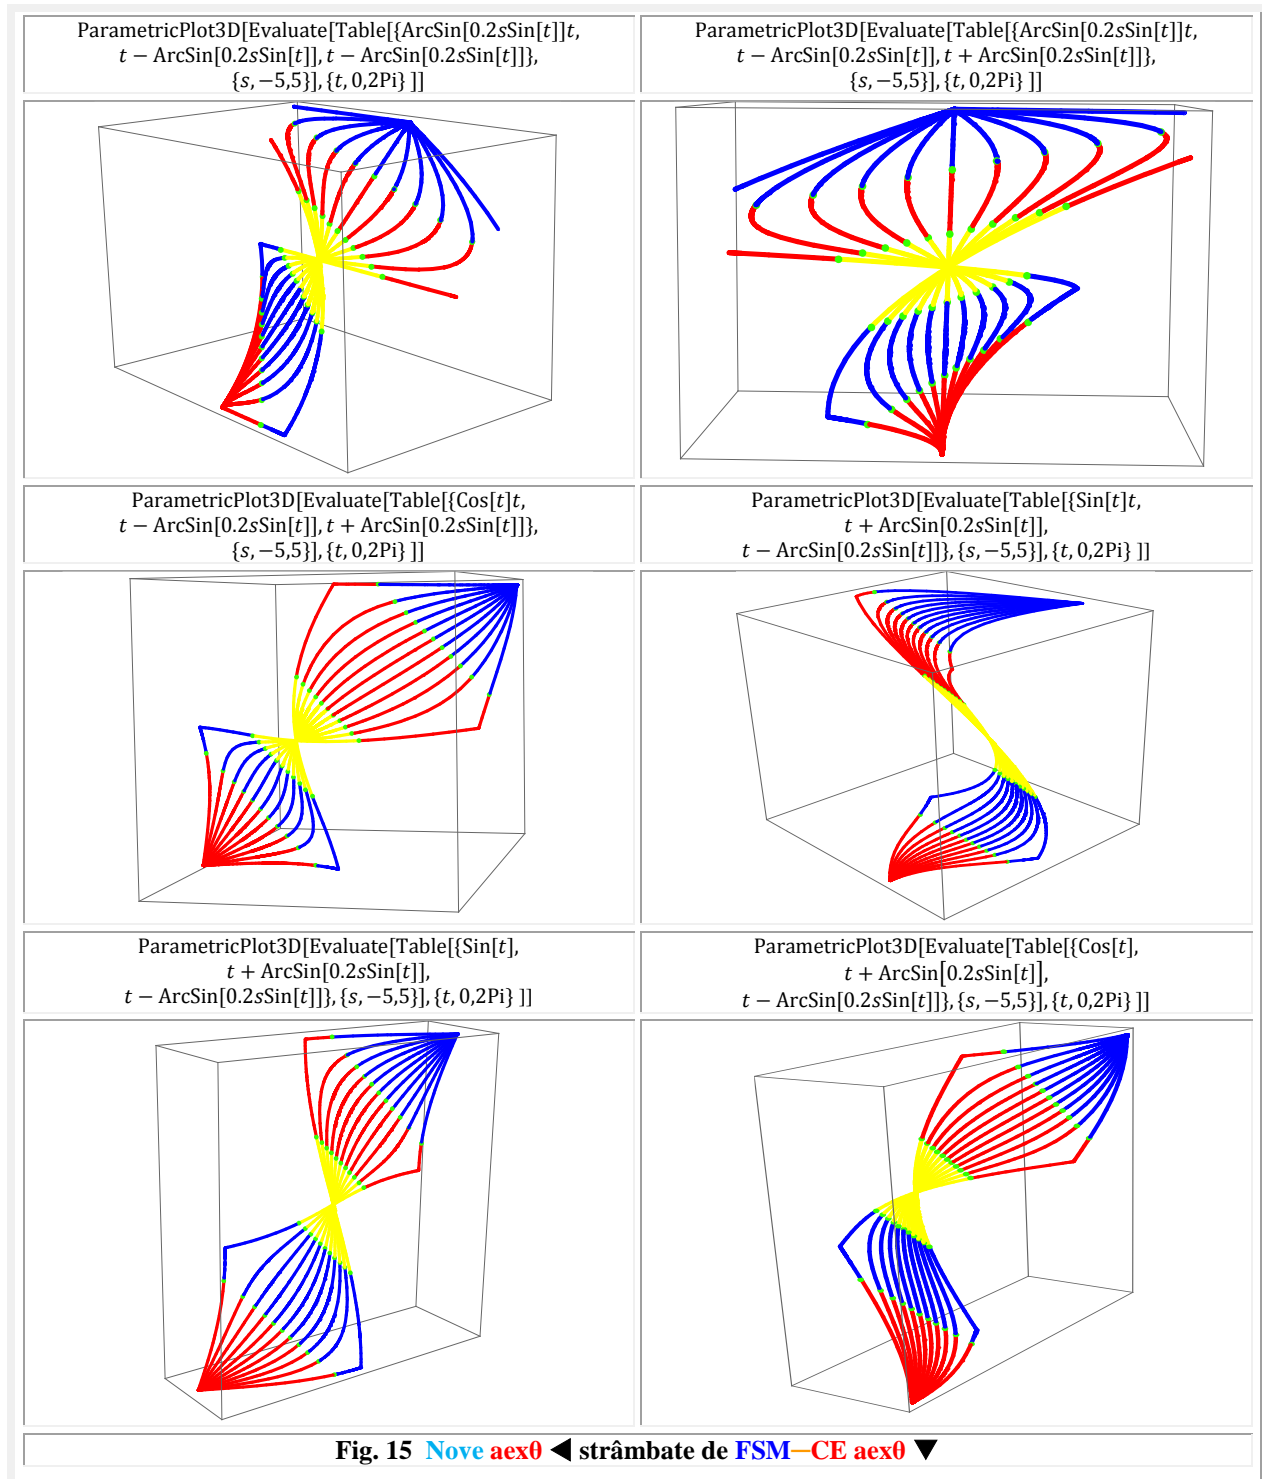 ParametricPlot3D[Evaluate[Table[{ArcSin[0.2sSin[t]]t,
t − ArcSin[0.2sSin[t]], t − ArcSin[0.2sSin[t]]},
{s, −5,5}], {t, 0,2Pi} ]]
ParametricPlot3D[Evaluate[Table[{ArcSin[0.2sSin[t]]t,
t − ArcSin[0.2sSin[t]], t + ArcSin[0.2sSin[t]]},
{s, −5,5}], {t, 0,2Pi} ]]
ParametricPlot3D[Evaluate[Table[{Cos[t]t,
t − ArcSin[0.2sSin[t]], t + ArcSin[0.2sSin[t]]},
{s, −5,5}], {t, 0,2Pi} ]]
ParametricPlot3D[Evaluate[Table[{Sin[t]t,
t + ArcSin[0.2sSin[t]],
t − ArcSin[0.2sSin[t]]}, {s, −5,5}], {t, 0,2Pi} ]]
ParametricPlot3D[Evaluate[Table[{Sin[t],
t + ArcSin[0.2sSin[t]],
t − ArcSin[0.2sSin[t]]}, {s, −5,5}], {t, 0,2Pi} ]]
ParametricPlot3D[Evaluate[Table[{Cos[t],
t + ArcSin[0.2sSin[t]],
t − ArcSin[0.2sSin[t]]}, {s, −5,5}], {t, 0,2Pi} ]]
Fig. 15 Nove aexθ ◀ strâmbate de FSM−CE aexθ ▼